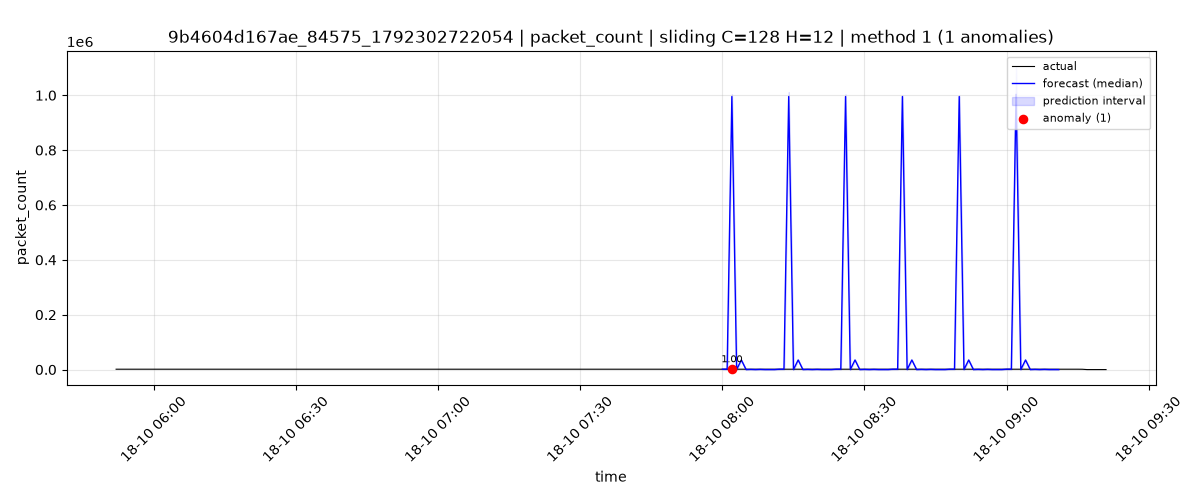 9b4604d167ae_84575_1792302722054 | packet_count | sliding C=128 H=12 | method 1 (1 anomalies)
1e6
actual
forecast (median)
prediction interval
anomaly (1)
1.0
0.8
0.6
0.4
0.2
0.0
packet_count
1.00
18-10 06:00
18-10 06:30
18-10 07:00
18-10 07:30
18-10 08:00
18-10 08:30
18-10 09:00
18-10 09:30
time